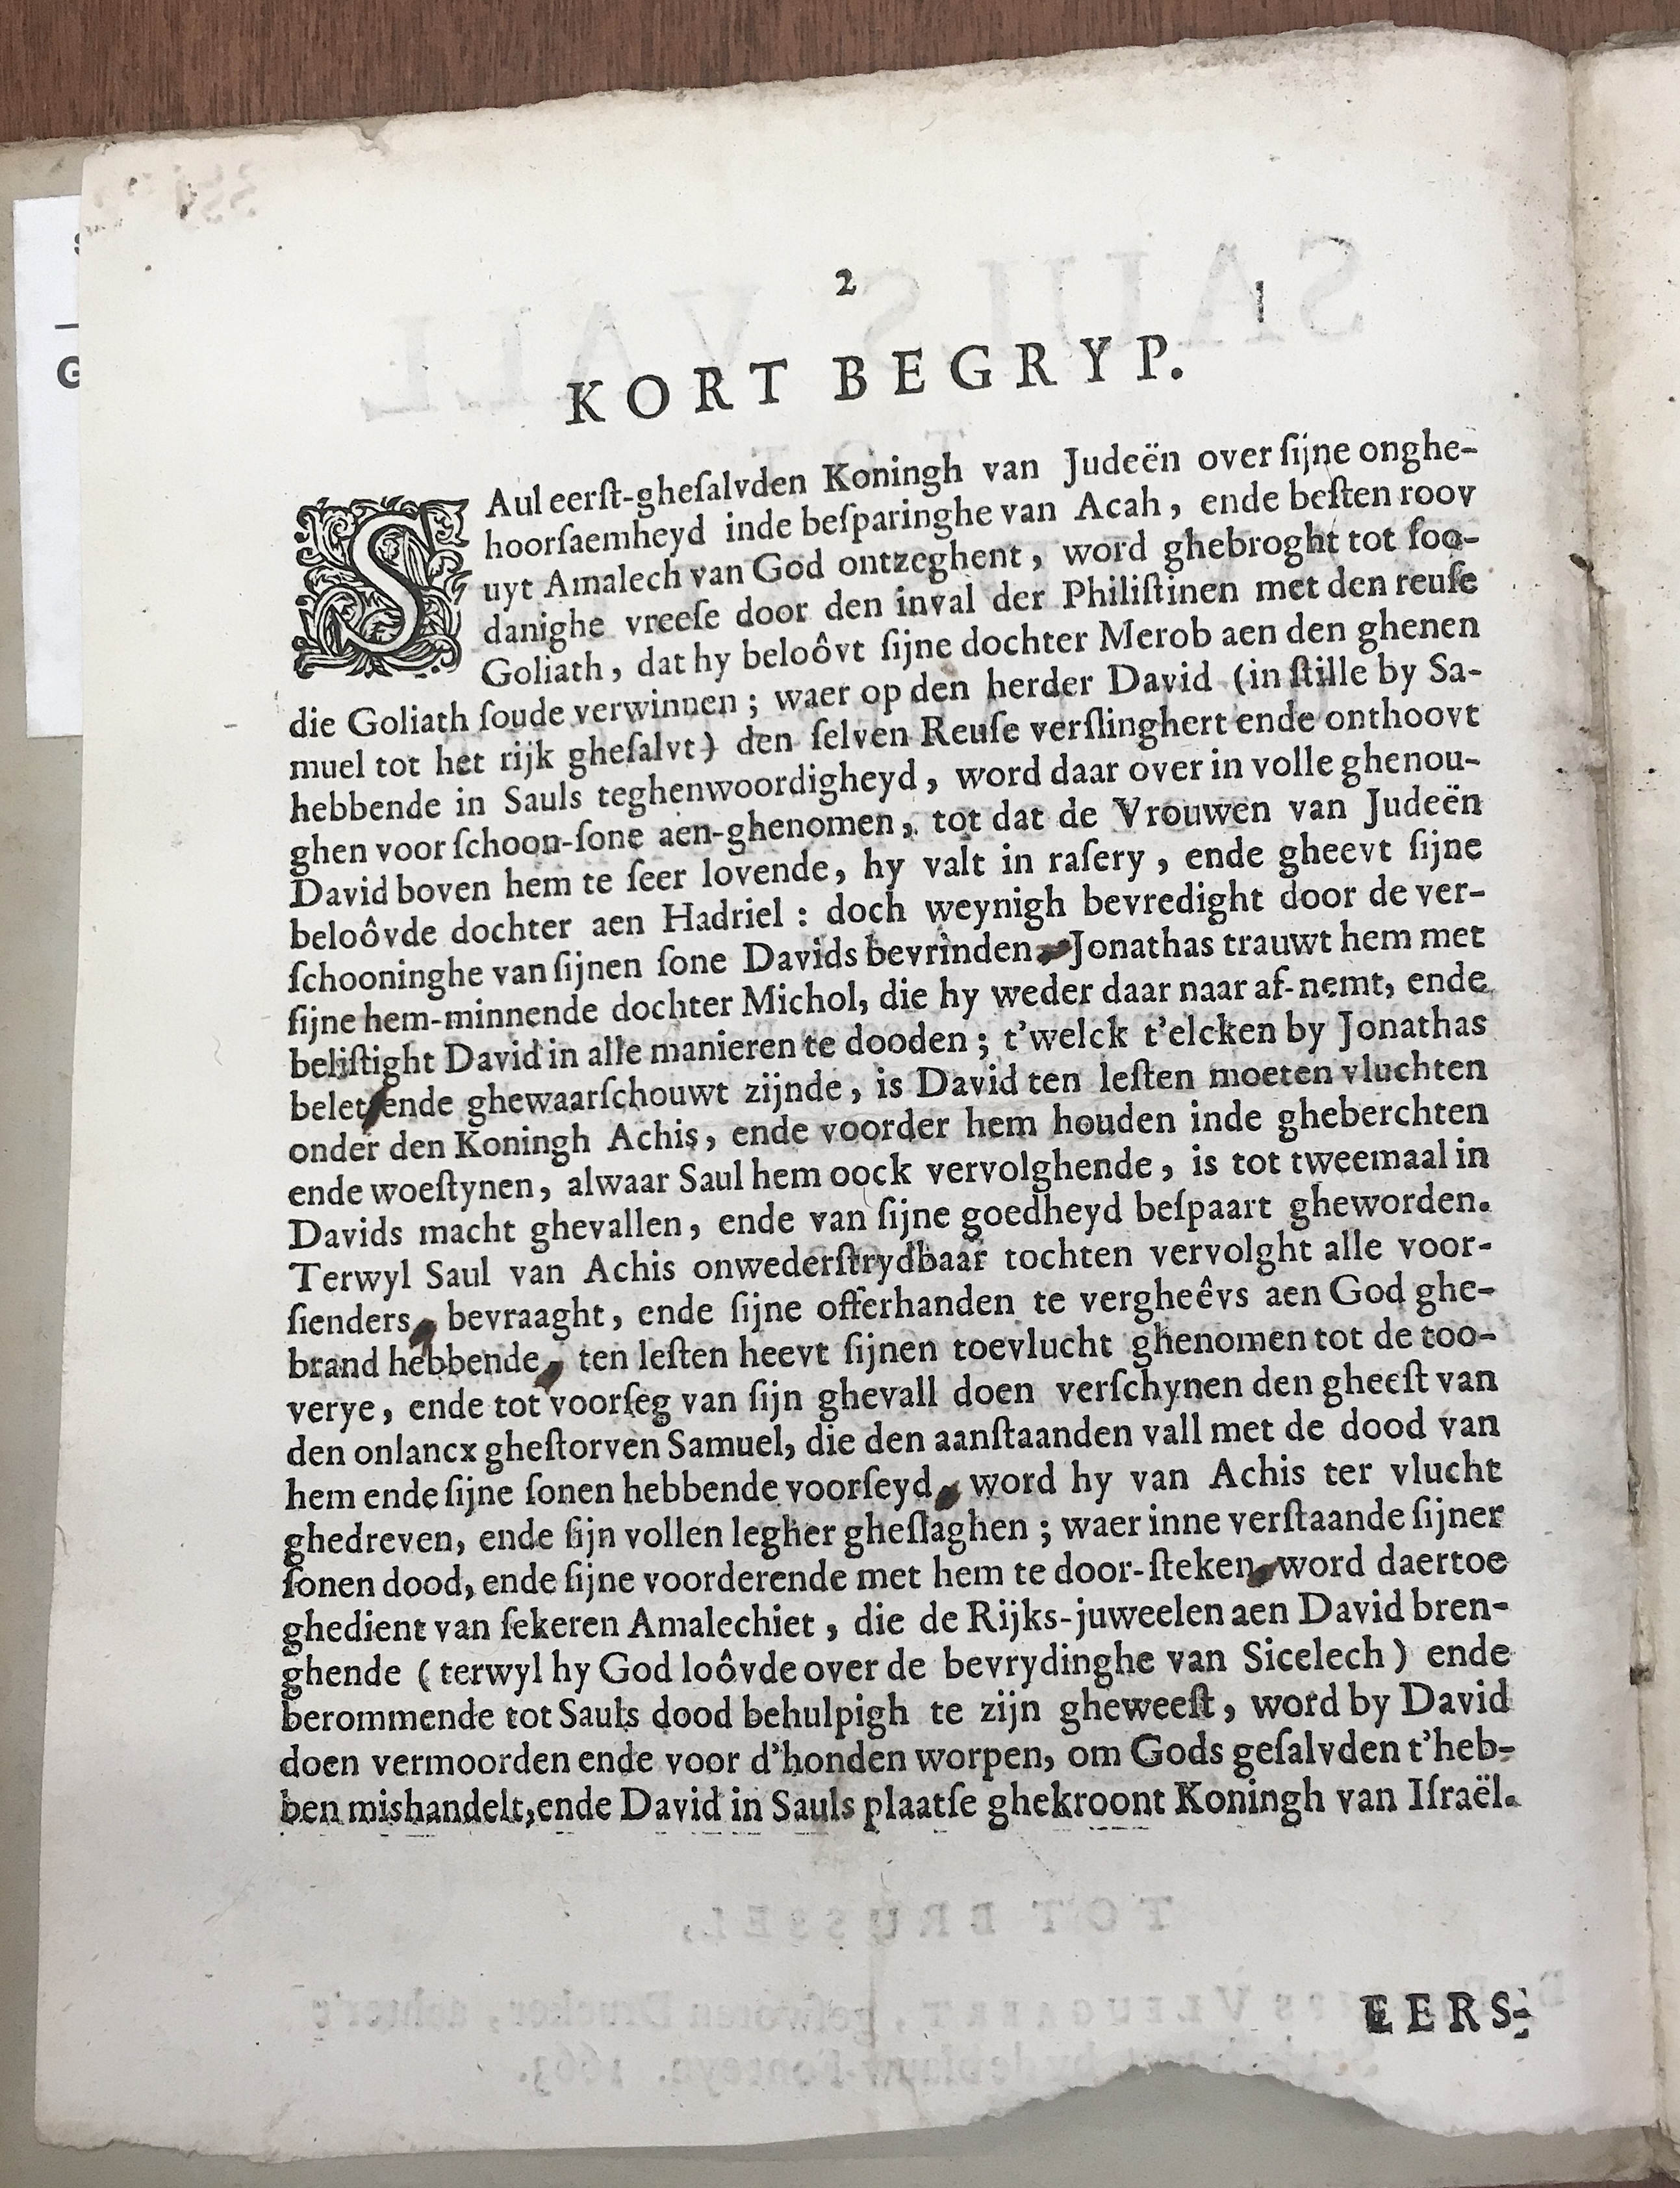 2
KORT BEGRYP.
SAul eerſt-gheſalvden Koningh van Judeën over ſijne onghe-
hoorſaemheyd inde beſparinghe van Acah, ende beſten roov
uyt Amalech van God ontzeghent, word ghebroght tot ſoo-
danighe vreeſe door den inval der Philiſtinen met den reuſe
Goliath, dat hy beloôvt ſijne dochter Merob aen den ghenen
die Goliath ſoude verwinnen; waer op den herder David (in ſtille by Sa-
muel tot het rijk gheſalvt) den ſelven Reuſe verſlinghert ende onthoovt
hebbende in Sauls teghenwoordigheyd, word daar over in volle ghenou-
ghen voor ſchoon-ſone aen-ghenomen, tot dat de Vrouwen van Judeën
David boven hem te ſeer lovende, hy valt in raſery, ende gheevt ſijne
beloôvde dochter aen Hadriel: doch weynigh bevredight door de ver-
ſchooninghe van ſijnen ſone Davids bevrinden Jonathas trauwt hem met
ſijne hem-minnende dochter Michol, die hy weder daar naar af-nemt, ende
beliſtight David in alle manieren te dooden; t'welck t'elcken by Jonathas
belet ende ghewaarſchouwt zijnde, is David ten leſten moeten vluchten
onder den Koningh Achis, ende voorder hem houden inde gheberchten
ende woeſtynen, alwaar Saul hem oock vervolghende, is tot tweemaal in
Davids macht ghevallen, ende van ſijne goedheyd beſpaart gheworden.
Terwyl Saul van Achis onwederſtrydbaar tochten vervolght alle voor-
ſienders, bevraaght, ende ſijne offerhanden te vergheêvs aen God ghe-
brand hebbende, ten leſten heevt ſijnen toevlucht ghenomen tot de too-
verye, ende tot voorſeg van ſijn ghevall doen verſchynen den gheeſt van
den onlancx gheſtorven Samuel, die den aanſtaanden vall met de dood van
hem ende ſijne ſonen hebbende voorſeyd, word hy van Achis ter vlucht
ghedreven, ende ſijn vollen legher gheſlaghen; waer inne verſtaande ſijner
ſonen dood, ende ſijne voorderende met hem te door-ſteken, word daertoe
ghedient van ſekeren Amalechiet, die de Rijks-juweelen aen David bren-
ghende (terwyl hy God loôvde over de bevrydinghe van Sicelech) ende
berommende tot Sauls dood behulpigh te zijn gheweeſt, word by David
doen vermoorden ende voor d'honden worpen, om Gods geſalvden t'heb-
ben mishandelt, ende David in Sauls plaatſe ghekroont Koningh van Iſraël.
EERS-